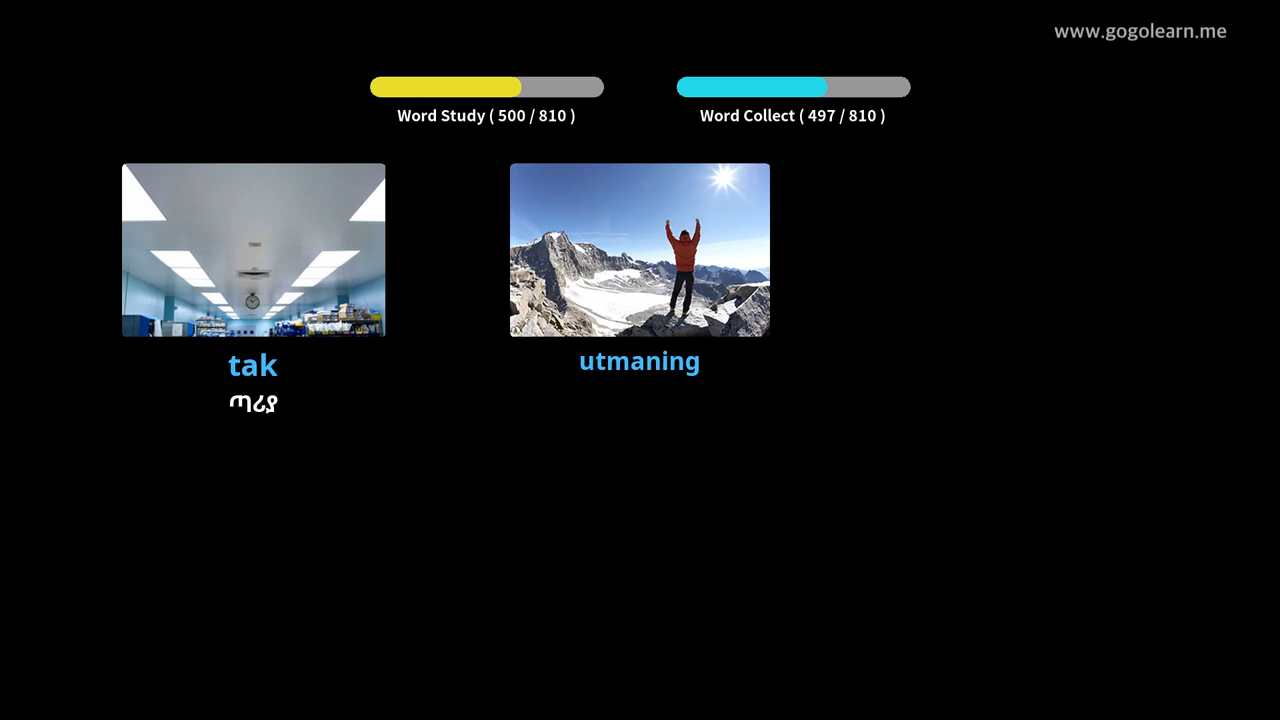 www.gogolearn.me
Word Study ( 500 / 810 )
Word Collect ( 497 / 810 )
tak
utmaning
ጣሪያ